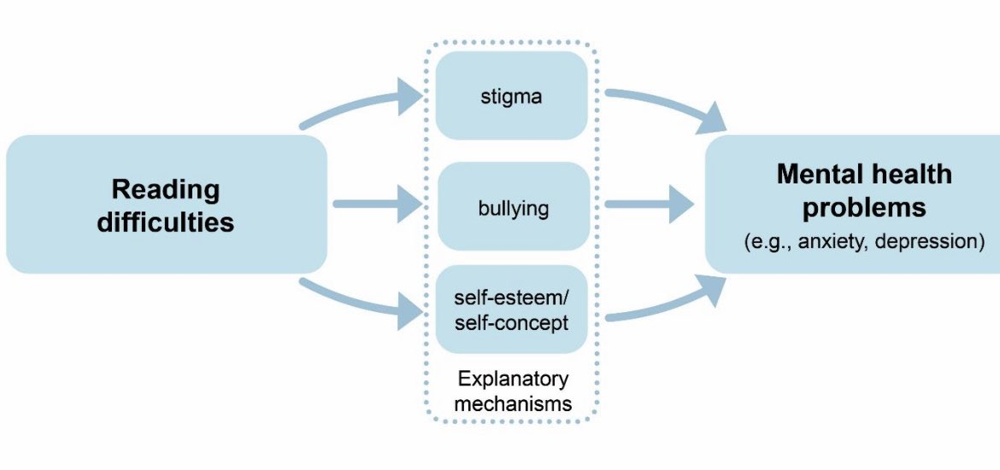 Reading
difficulties
stigma
bullying
self-esteem/
self-concept
Explanatory
mechanisms
Mental health
problems
(e.g., anxiety, depression)